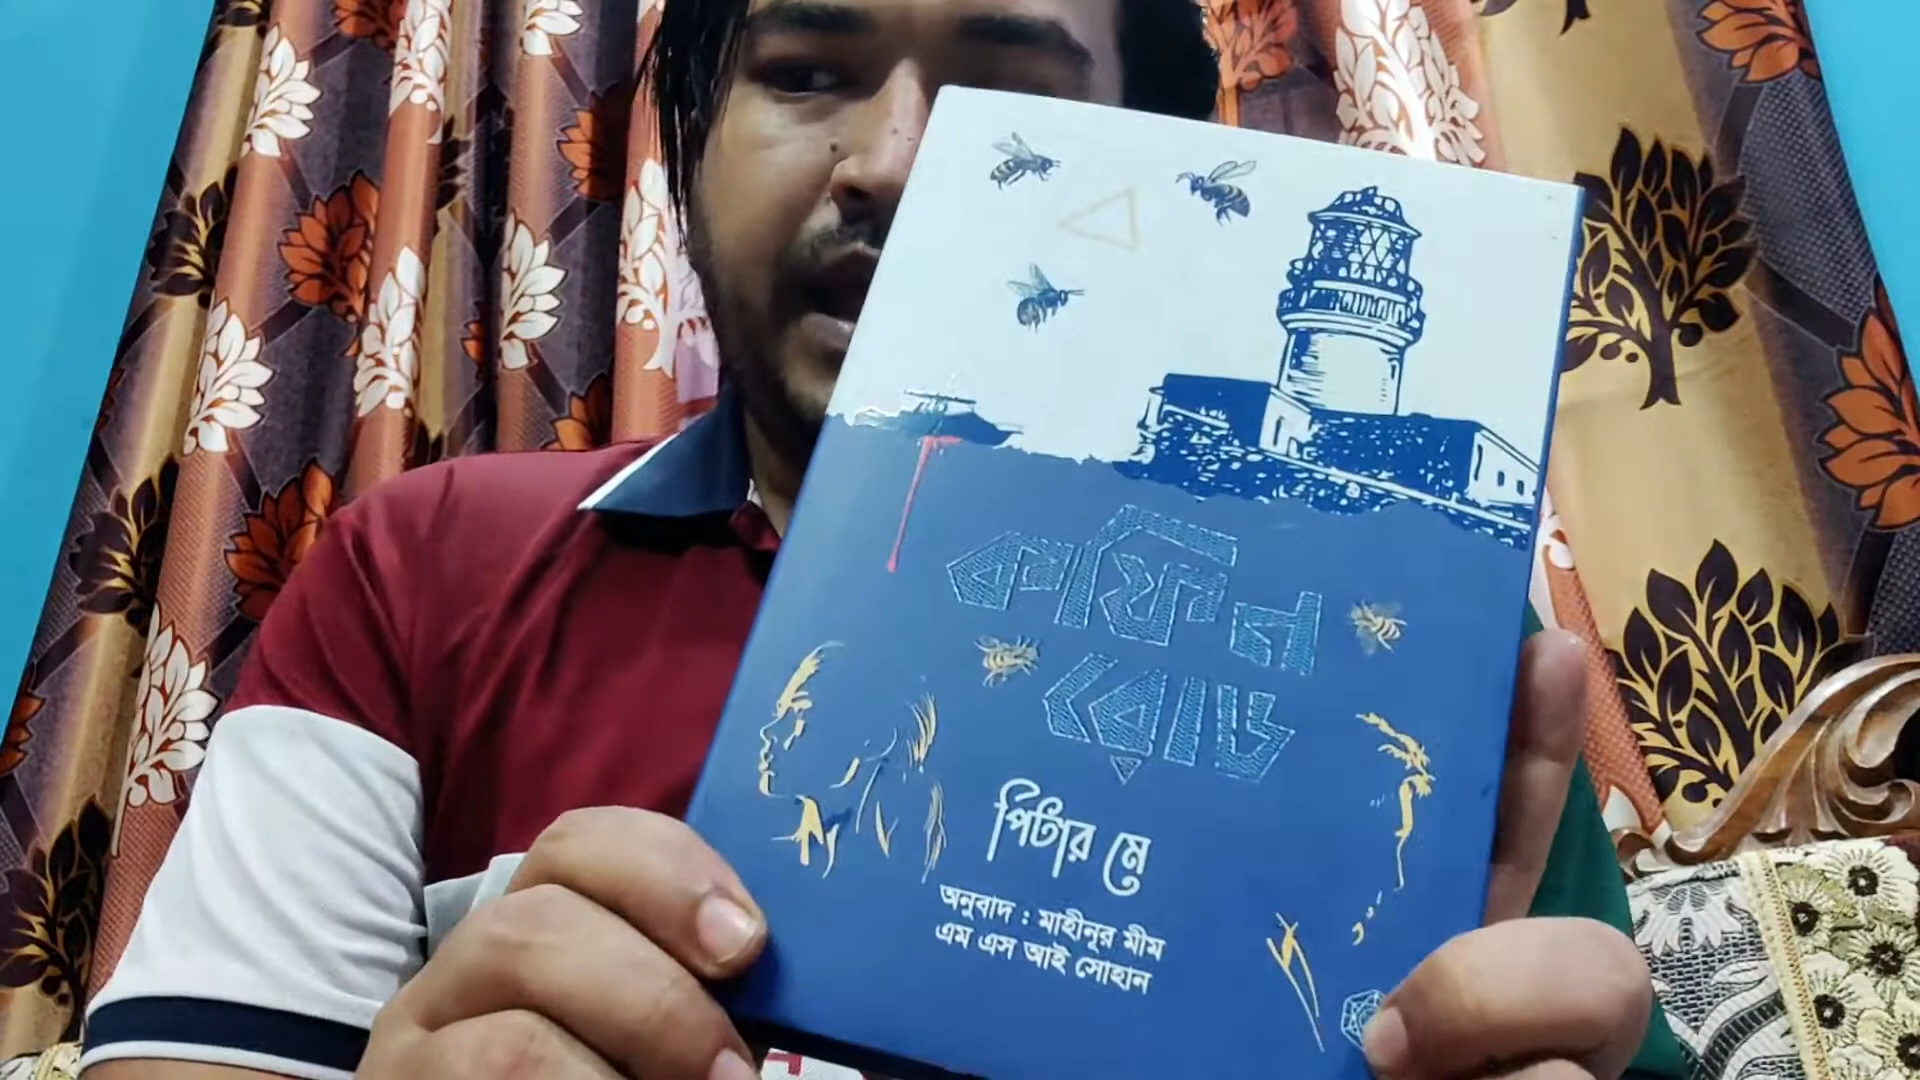 কফিন
রোড
পিটার মে
অনুবাদ : মাহীনুর মীম
এম এস আই সোহান